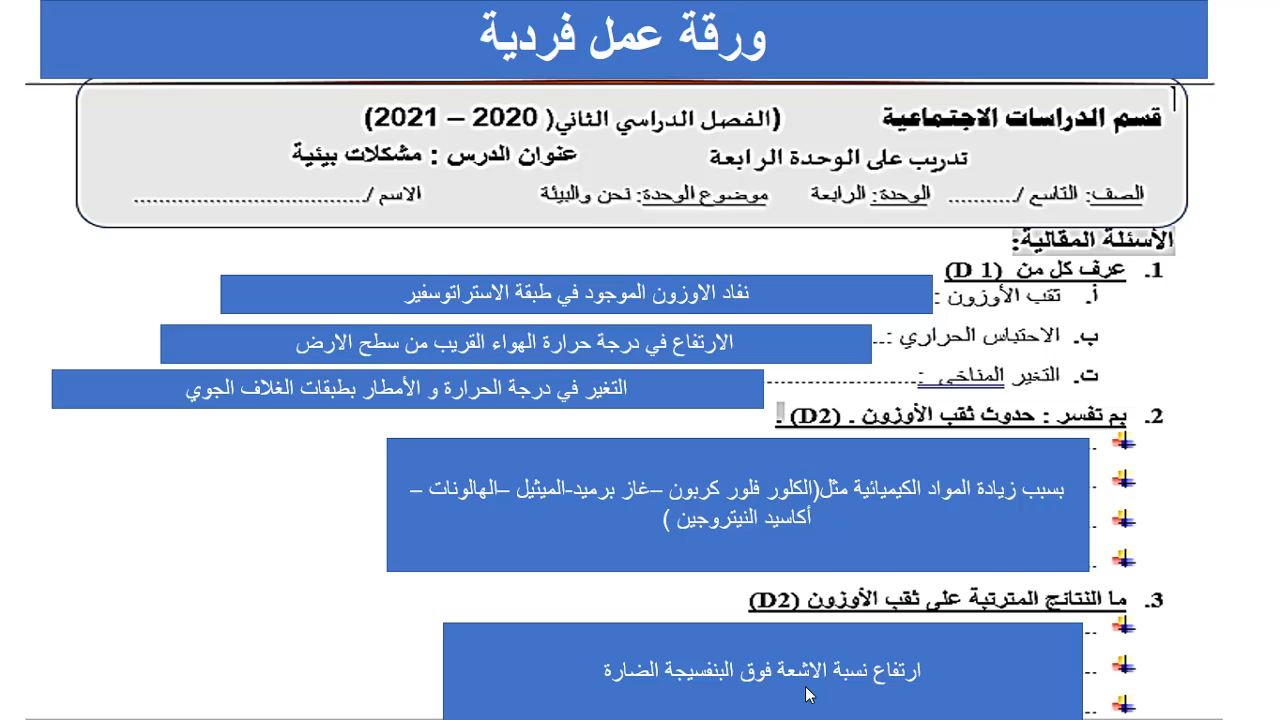 ورقة عمل فردية
قسم الدراسات الاجتماعية (الفصل الدراسي الثاني( 2020 – 2021)
تدريب على الوحدة الرابعة عنوان الدرس : مشكلات بيئية
الصف: التاسع /.......... الوحدة: الرابعة موضوع الوحدة: نحن والبيئة الاسم /.....................................
الأسئلة المقالية:
1. عرف كل من (D 1)
أ. ثقب الأوزون : نفاد الاوزون الموجود في طبقة الاستراتوسفير
ب. الاحتباس الحراري :.. الارتفاع في درجة حرارة الهواء القريب من سطح الارض
ت. التغير المناخي :........................ التغير في درجة الحرارة و الأمطار بطبقات الغلاف الجوي
2. بم تفسر : حدوث ثقب الأوزون . (D2) .
بسبب زيادة المواد الكيميائية مثل(الكلور فلور كربون –غاز برميد-الميثيل –الهالونات –
أكاسيد النيتروجين )
3. ما النتائج المترتبة على ثقب الأوزون (D2)
ارتفاع نسبة الاشعة فوق البنفسيجة الضارة